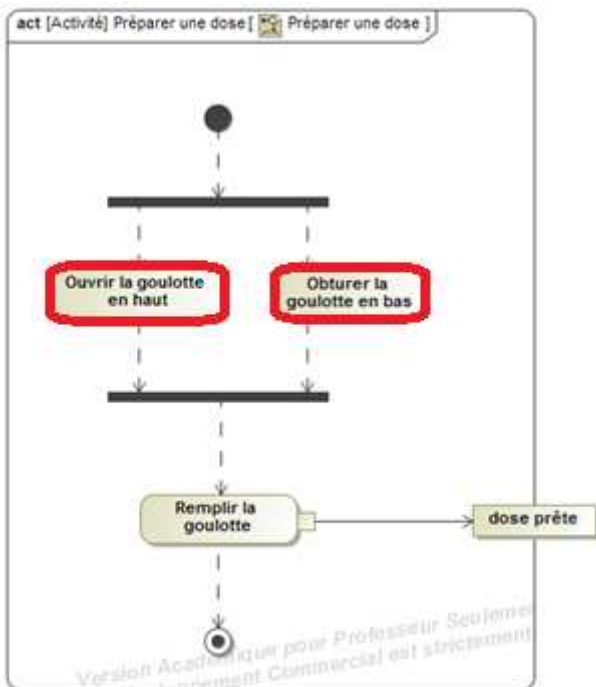 act [Activité] Préparer une dose [ Préparer une dose ]
Ouvrir la goulotte
en haut
Obturer la
goulotte en bas
Remplir la
goulotte
dose prête
Version Académique pour Professeur Seulement
Commercial est strictement